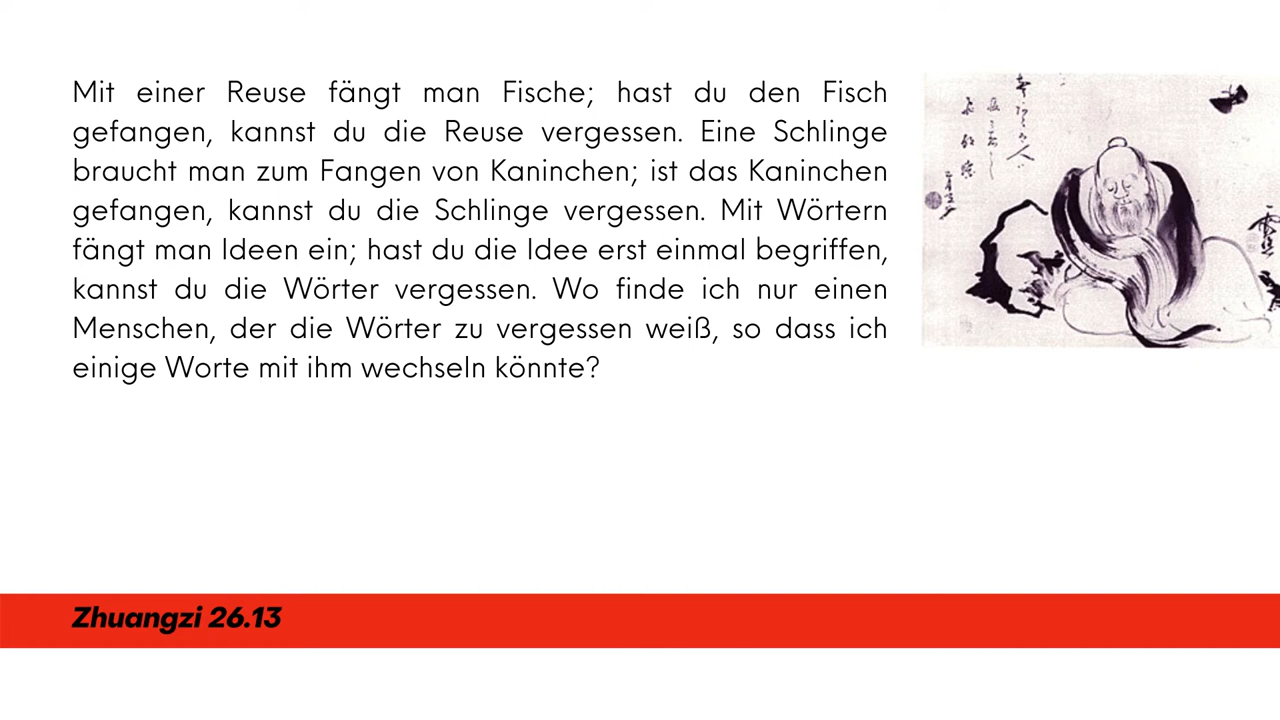 Mit einer Reuse fängt man Fische; hast du den Fisch
gefangen, kannst du die Reuse vergessen. Eine Schlinge
braucht man zum Fangen von Kaninchen; ist das Kaninchen
gefangen, kannst du die Schlinge vergessen. Mit Wörtern
fängt man Ideen ein; hast du die Idee erst einmal begriffen,
kannst du die Wörter vergessen. Wo finde ich nur einen
Menschen, der die Wörter zu vergessen weiß, so dass ich
einige Worte mit ihm wechseln könnte?
Zhuangzi 26.13